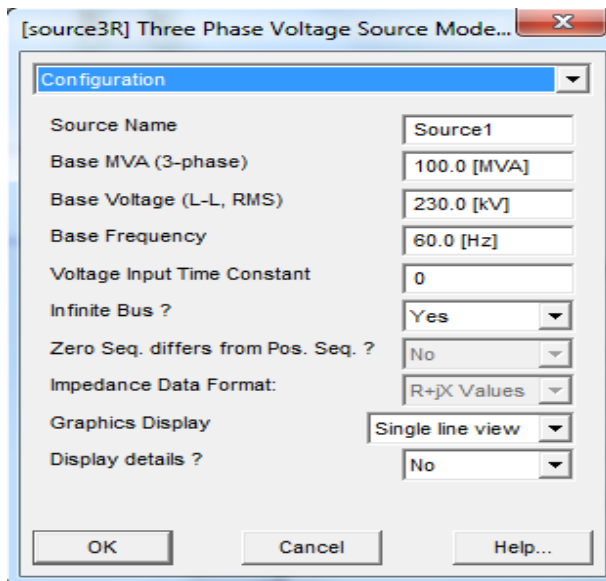 [source3R] Three Phase Voltage Source Mode...
Configuration
Source Name Source1
Base MVA (3-phase) 100.0 [MVA]
Base Voltage (L-L, RMS) 230.0 [kV]
Base Frequency 60.0 [Hz]
Voltage Input Time Constant 0
Infinite Bus ? Yes
Zero Seq. differs from Pos. Seq. ? No
Impedance Data Format: R+jX Values
Graphics Display Single line view
Display details ? No
OK Cancel Help...